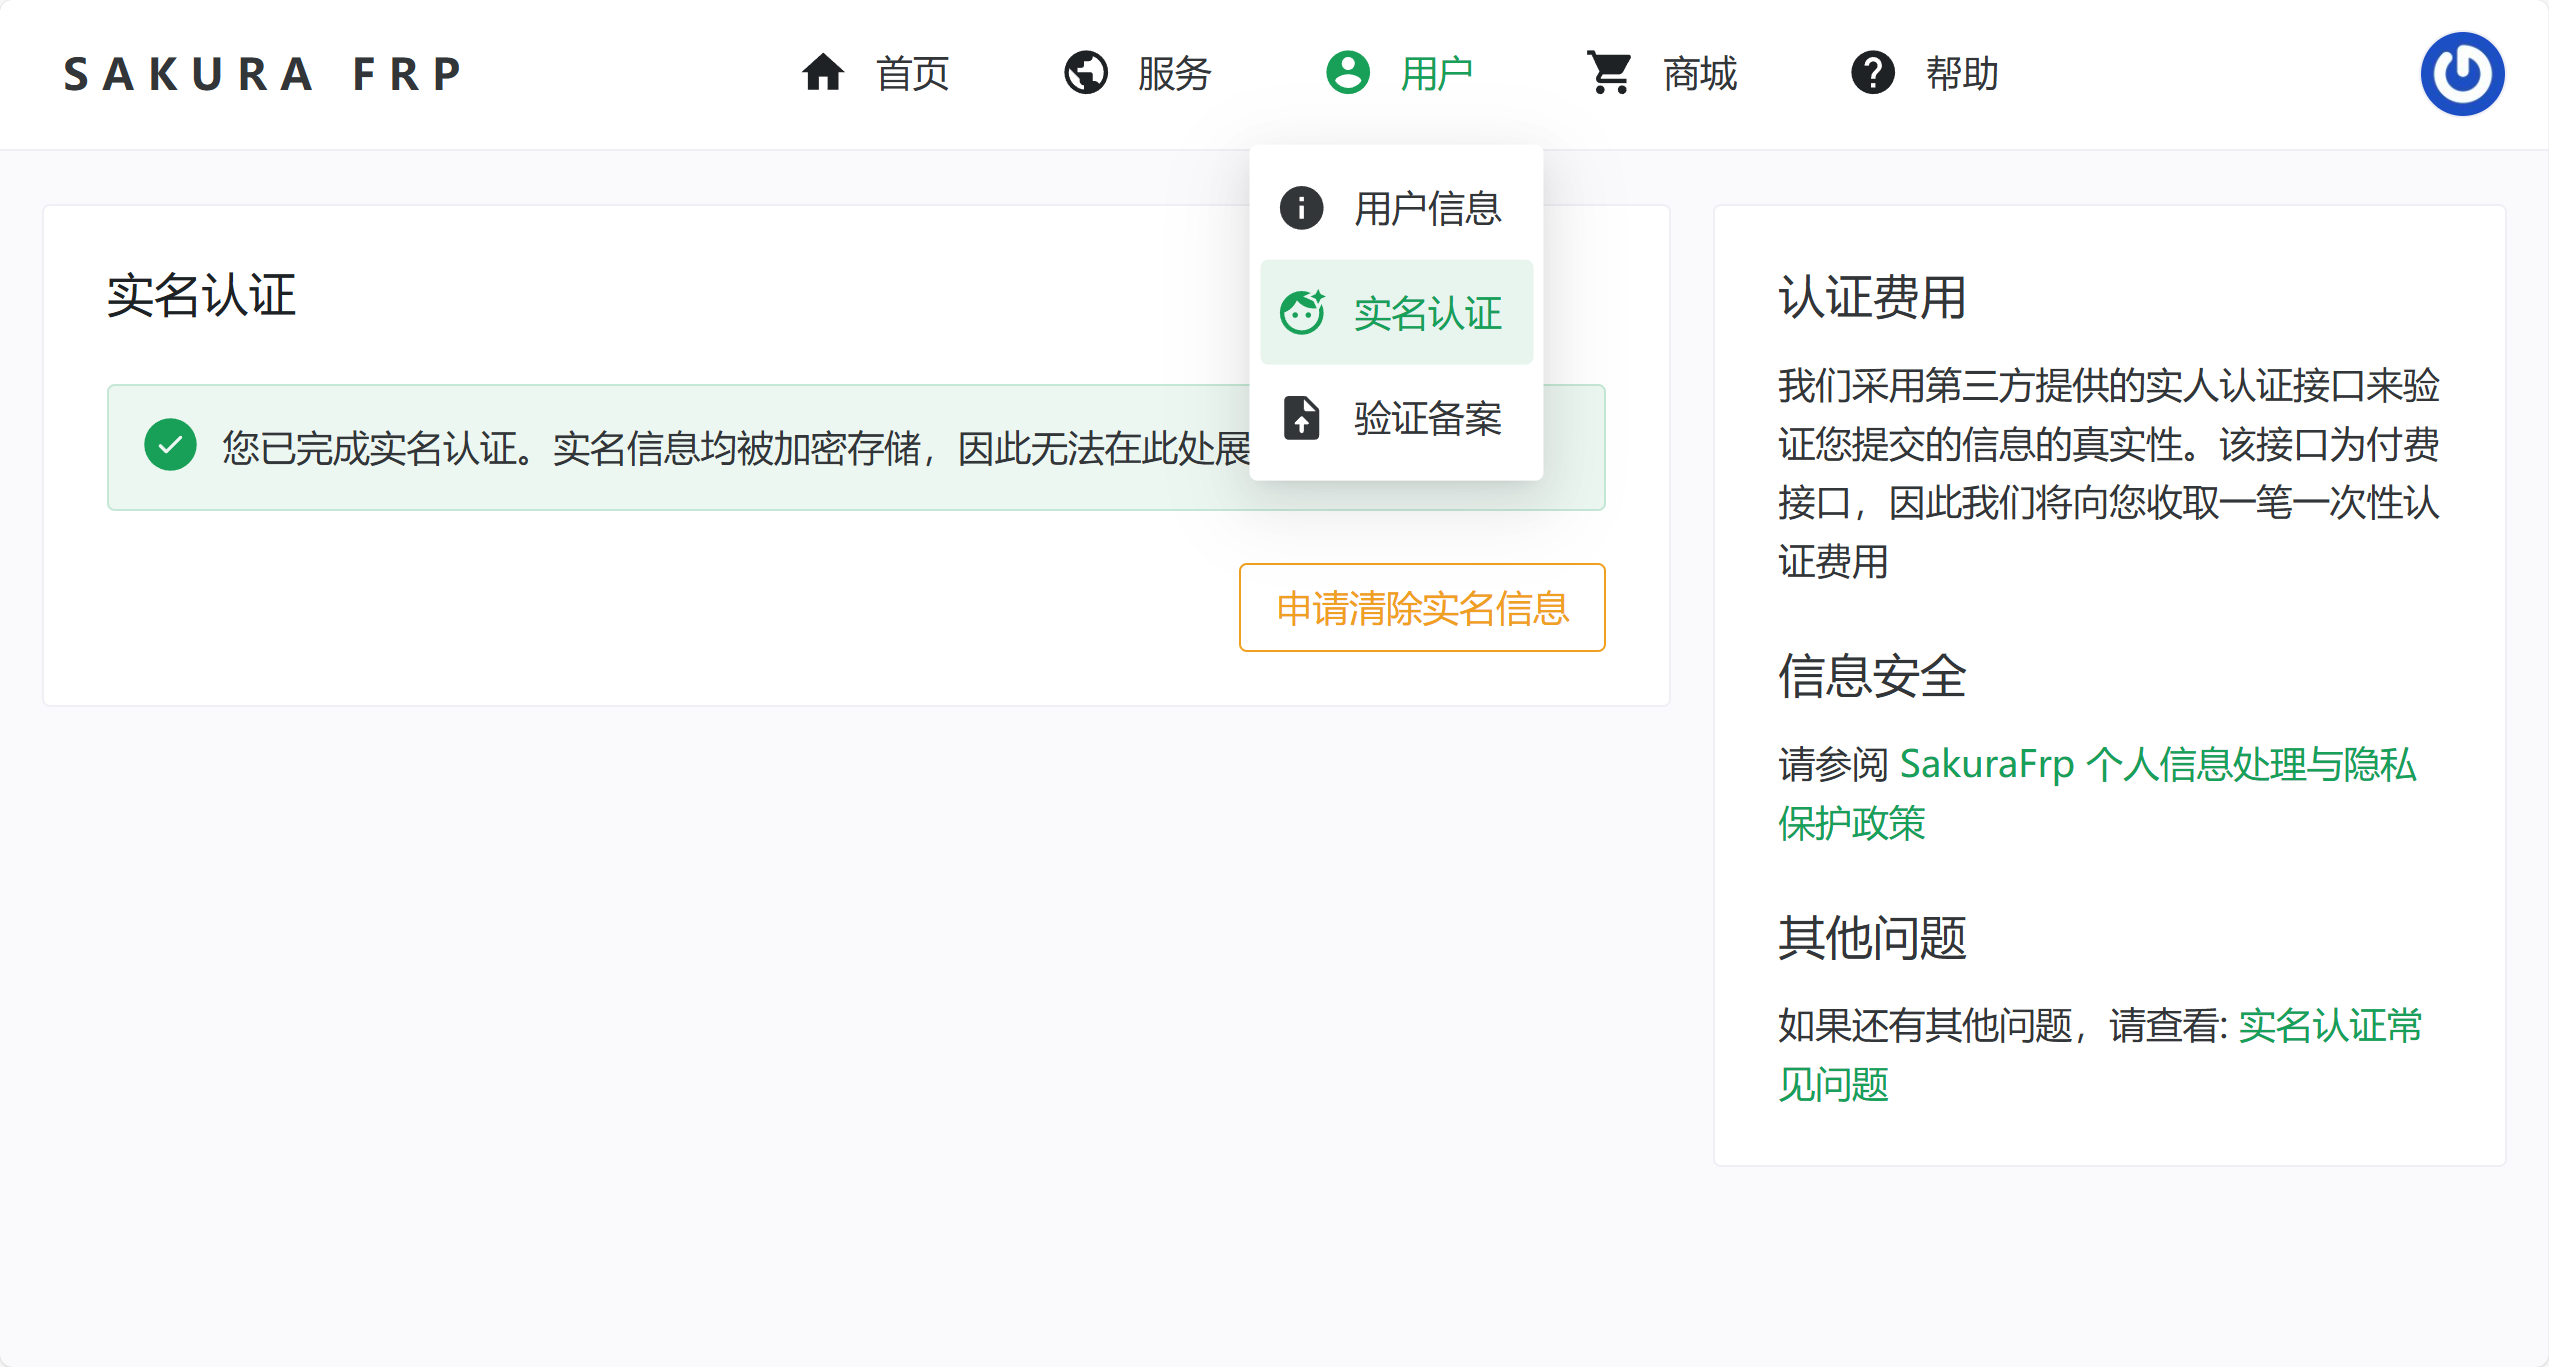 SAKURA FRP
首页
服务
用户
商城
帮助
用户信息
实名认证
验证备案
实名认证
您已完成实名认证。实名信息均被加密存储，因此无法在此处展
申请清除实名信息
认证费用
我们采用第三方提供的实人认证接口来验
证您提交的信息的真实性。该接口为付费
接口，因此我们将向您收取一笔一次性认
证费用
信息安全
请参阅 SakuraFrp 个人信息处理与隐私
保护政策
其他问题
如果还有其他问题，请查看: 实名认证常
见问题